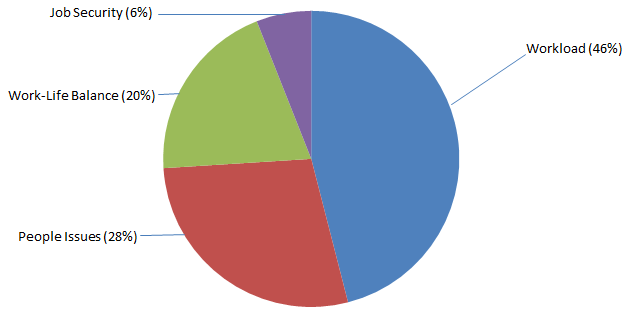 Job Security (6%)
Workload (46%)
Work-Life Balance (20%)
People Issues (28%)